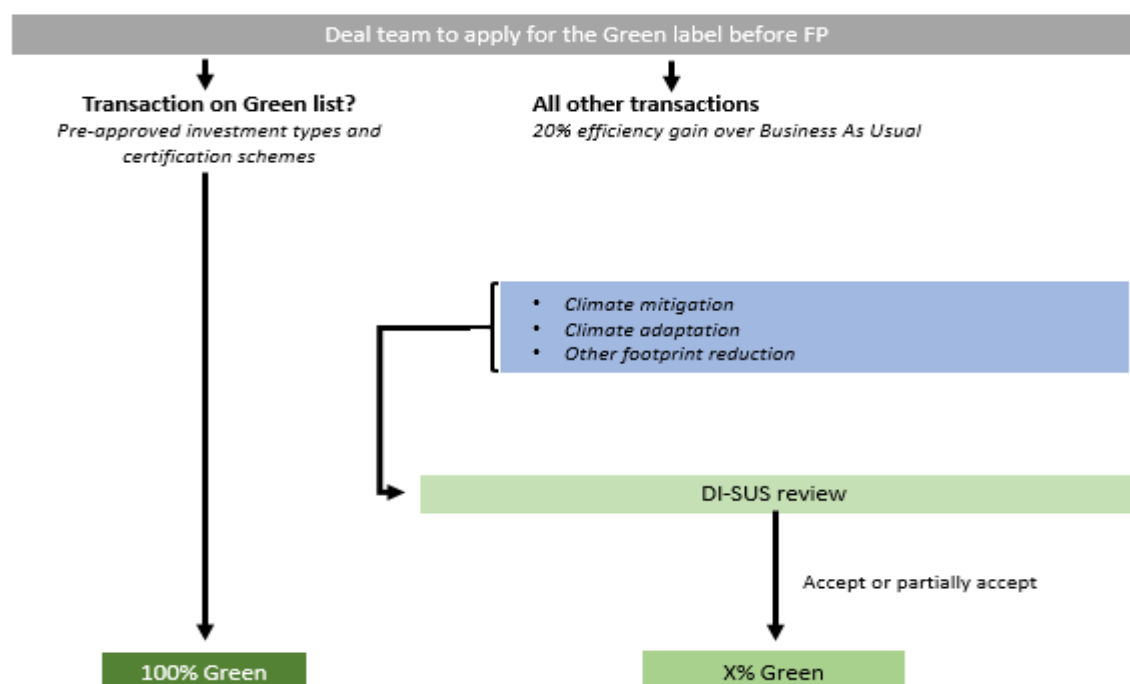 Deal team to apply for the Green label before FP
Transaction on Green list?
Pre-approved investment types and
certification schemes
All other transactions
20% efficiency gain over Business As Usual
• Climate mitigation
• Climate adaptation
• Other footprint reduction
DI-SUS review
Accept or partially accept
100% Green
X% Green